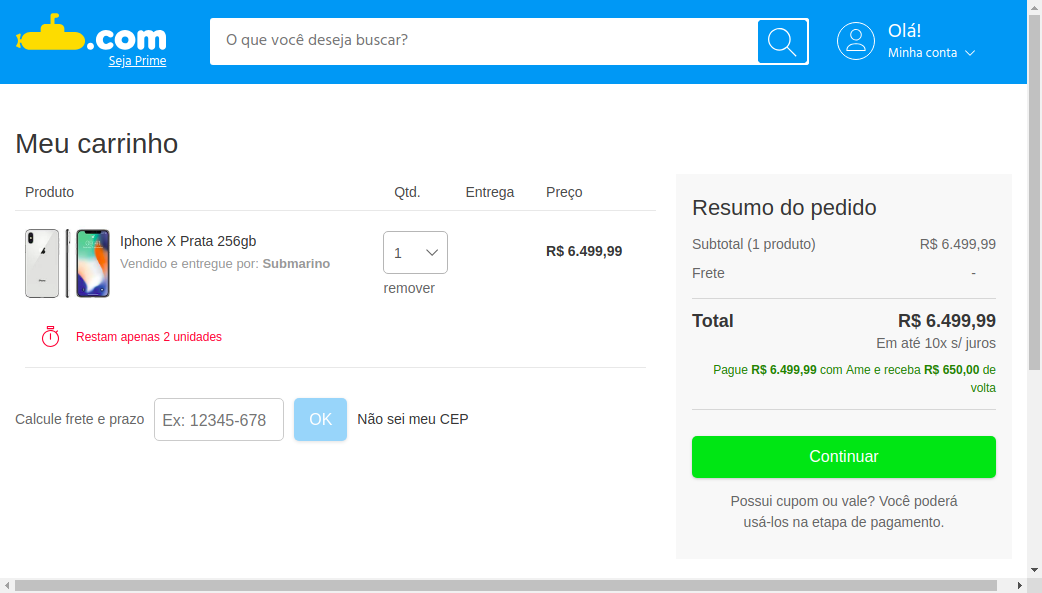 .com
Seja Prime
O que você deseja buscar?
Olá!
Minha conta
Meu carrinho
Produto Qtd. Entrega Preço
Iphone X Prata 256gb
Vendido e entregue por: Submarino
1
remover
R$ 6.499,99
Restam apenas 2 unidades
Calcule frete e prazo Ex: 12345-678 OK Não sei meu CEP
Resumo do pedido
Subtotal (1 produto) R$ 6.499,99
Frete -
Total R$ 6.499,99
Em até 10x s/ juros
Pague R$ 6.499,99 com Ame e receba R$ 650,00 de
volta
Continuar
Possui cupom ou vale? Você poderá
usá-los na etapa de pagamento.